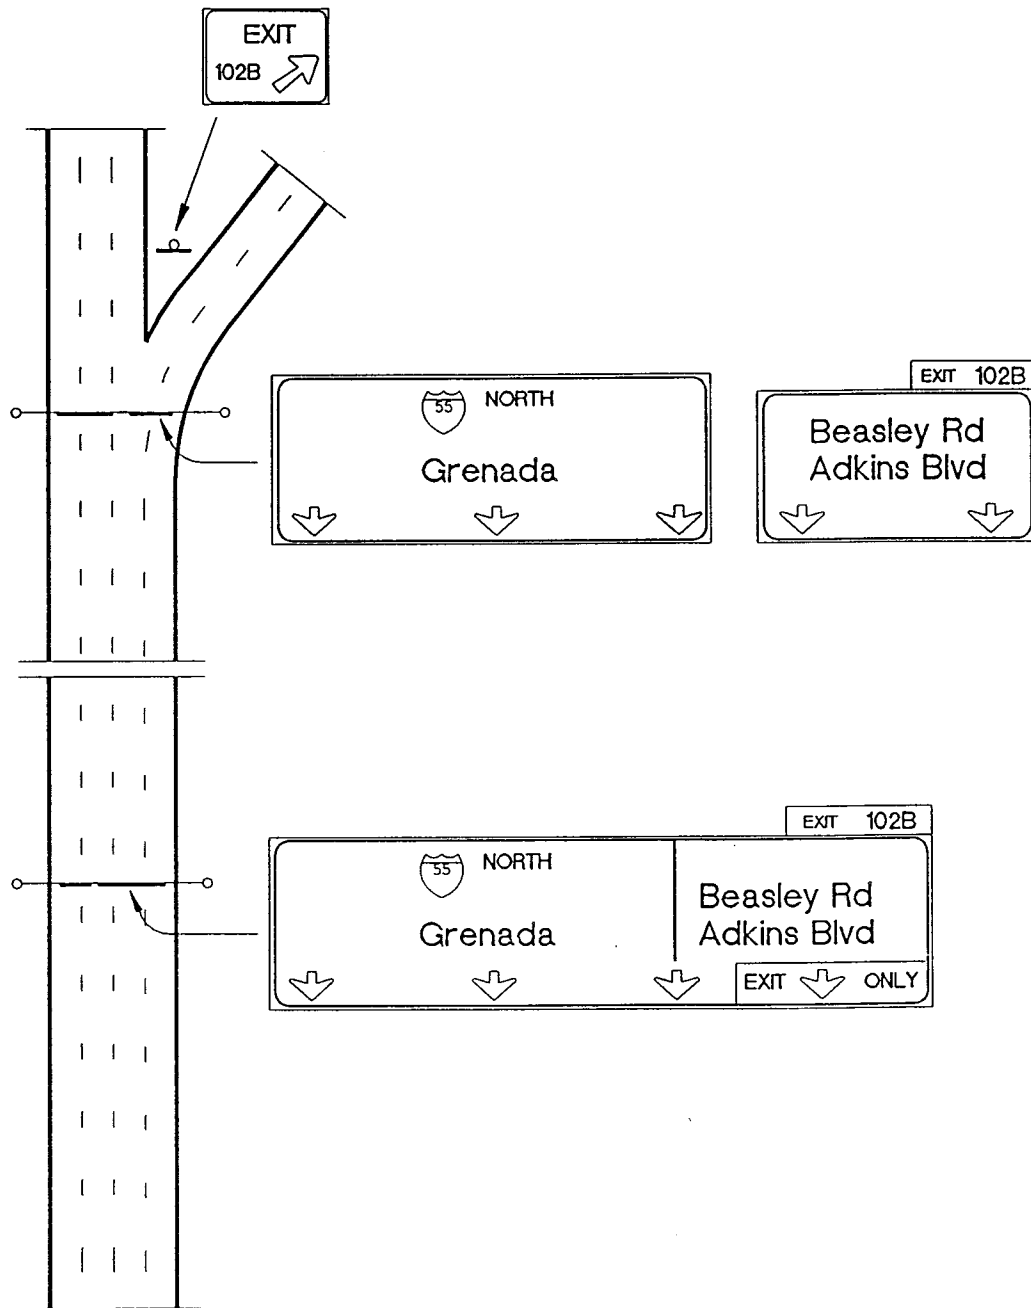 EXIT
102B
55 NORTH
Grenada
EXIT 102B
Beasley Rd
Adkins Blvd
EXIT 102B
55 NORTH
Grenada
Beasley Rd
Adkins Blvd
EXIT ONLY